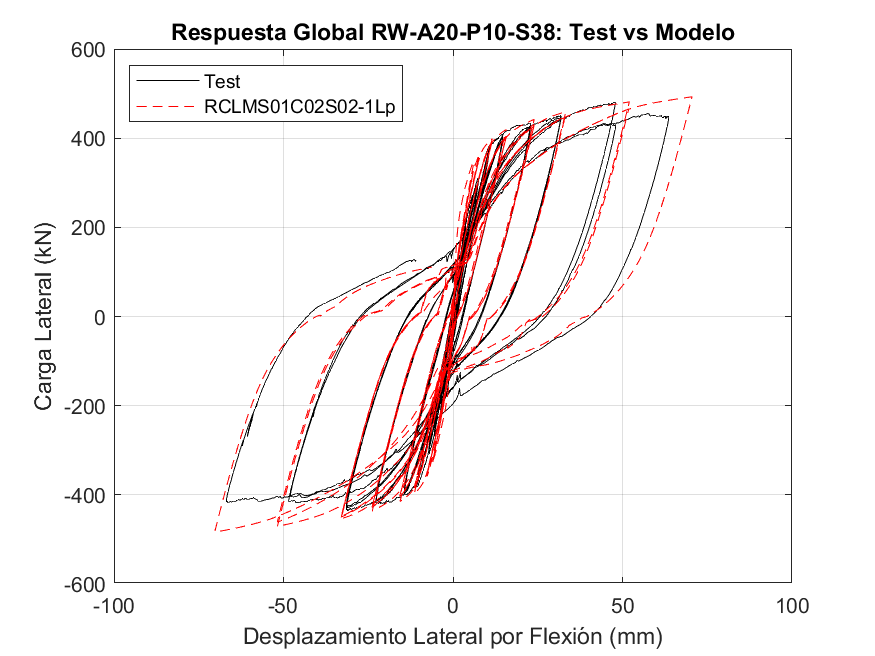 Respuesta Global RW-A20-P10-S38: Test vs Modelo
Test
RCLMS01C02S02-1Lp
600
400
200
0
-200
-400
-600
-100
-50
0
50
100
Carga Lateral (kN)
Desplazamiento Lateral por Flexión (mm)